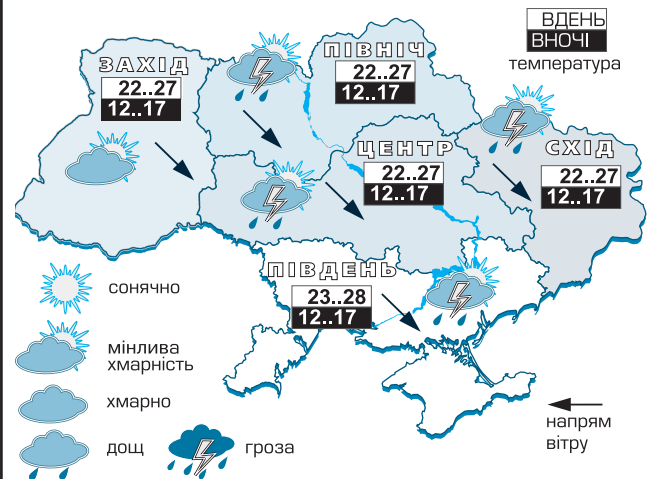 ВДЕНЬ
ВНОЧІ
температура
ЗАХІД
22..27
12..17
ПІВНІЧ
22..27
12..17
ЦЕНТР
22..27
12..17
СХІД
22..27
12..17
ПІВДЕНЬ
23..28
12..17
сонячно
мінлива
хмарність
хмарно
дощ
гроза
напрям
вітру